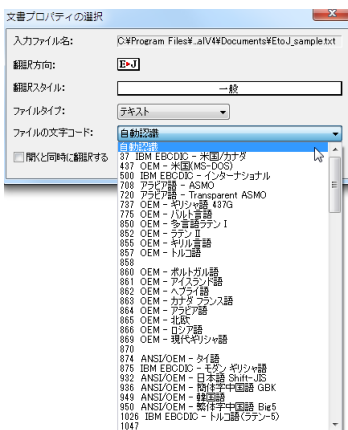 文書プロパティの選択
入力ファイル名: C:¥Program Files¥..alV4¥Documents¥EtoJ_sample.txt
翻訳方向: E▸J
翻訳スタイル: 一般
ファイルタイプ: テキスト
ファイルの文字コード: 自動認識
開くと同時に翻訳する
自動認識
37 IBM EBCDIC - 米国/カナダ
437 OEM - 米国(MS-DOS)
500 IBM EBCDIC - インターナショナル
708 アラビア語 - ASMO
720 アラビア語 - Transparent ASMO
737 OEM - ギリシャ語 437G
775 OEM - バルト言語
850 OEM - 多言語ラテン I
852 OEM - ラテン II
855 OEM - キリル言語
857 OEM - トルコ語
858
860 OEM - ポルトガル語
861 OEM - アイスランド語
862 OEM - ヘブライ語
863 OEM - カナダ フランス語
864 OEM - アラビア語
865 OEM - 北欧
866 OEM - ロシア語
869 OEM - 現代ギリシャ語
870
874 ANSI/OEM - タイ語
875 IBM EBCDIC - モダン ギリシャ語
932 ANSI/OEM - 日本語 Shift-JIS
936 ANSI/OEM - 簡体字中国語 GBK
949 ANSI/OEM - 韓国語
950 ANSI/OEM - 繁体字中国語 Big5
1026 IBM EBCDIC - トルコ語(ラテン-5)
1047